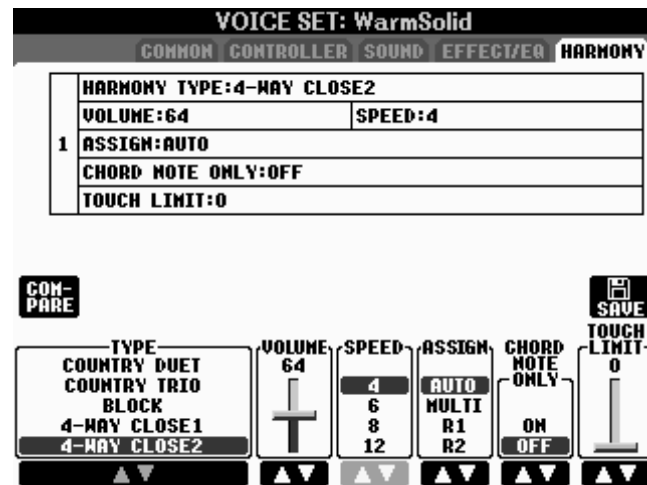 VOICE SET: WarmSolid
COMMON CONTROLLER SOUND EFFECT/EQ HARMONY
HARMONY TYPE:4-WAY CLOSE2
VOLUME:64 SPEED:4
1 ASSIGN:AUTO
CHORD NOTE ONLY:OFF
TOUCH LIMIT:0
COM-
PARE
SAVE
TYPE
COUNTRY DUET
COUNTRY TRIO
BLOCK
4-WAY CLOSE1
4-WAY CLOSE2
VOLUME
64
SPEED
4
6
8
12
ASSIGN
AUTO
MULTI
R1
R2
CHORD
NOTE
ONLY
ON
OFF
TOUCH
LIMIT
0